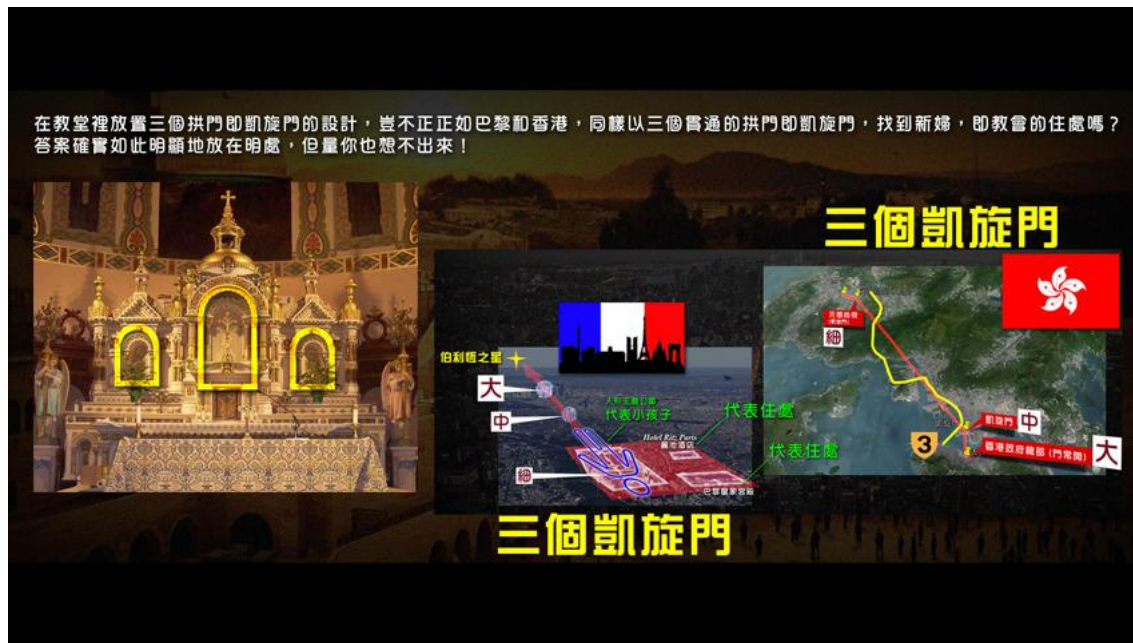 在教堂裡放置三個拱門即凱旋門的設計，豈不正正如巴黎和香港，同樣以三個貫通的拱門即凱旋門，找到新婦，即教會的住處嗎？
答案確實如此明顯地放在明處，但量你也想不出來！
三個凱旋門
伯利恆之星
大
中
細
代表小孩子
代表住處
Hotel Ritz Paris
麗池酒店
代表住處
巴黎皇家宮殿
三個凱旋門
細
3
凱旋門
中
香港政府總部 (門常開)
大